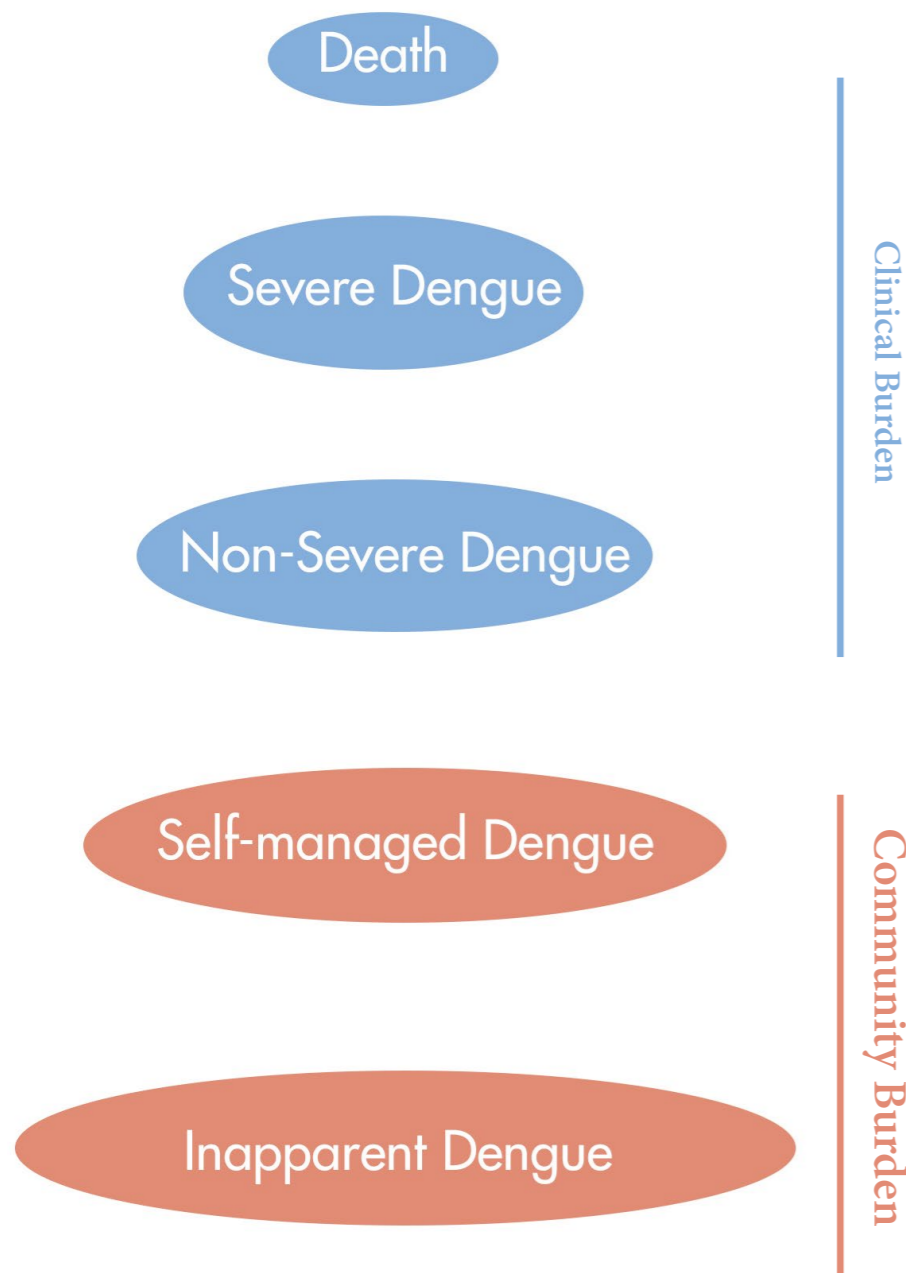 Death
Severe Dengue
Non-Severe Dengue
Clinical Burden
Self-managed Dengue
Inapparent Dengue
Community Burden